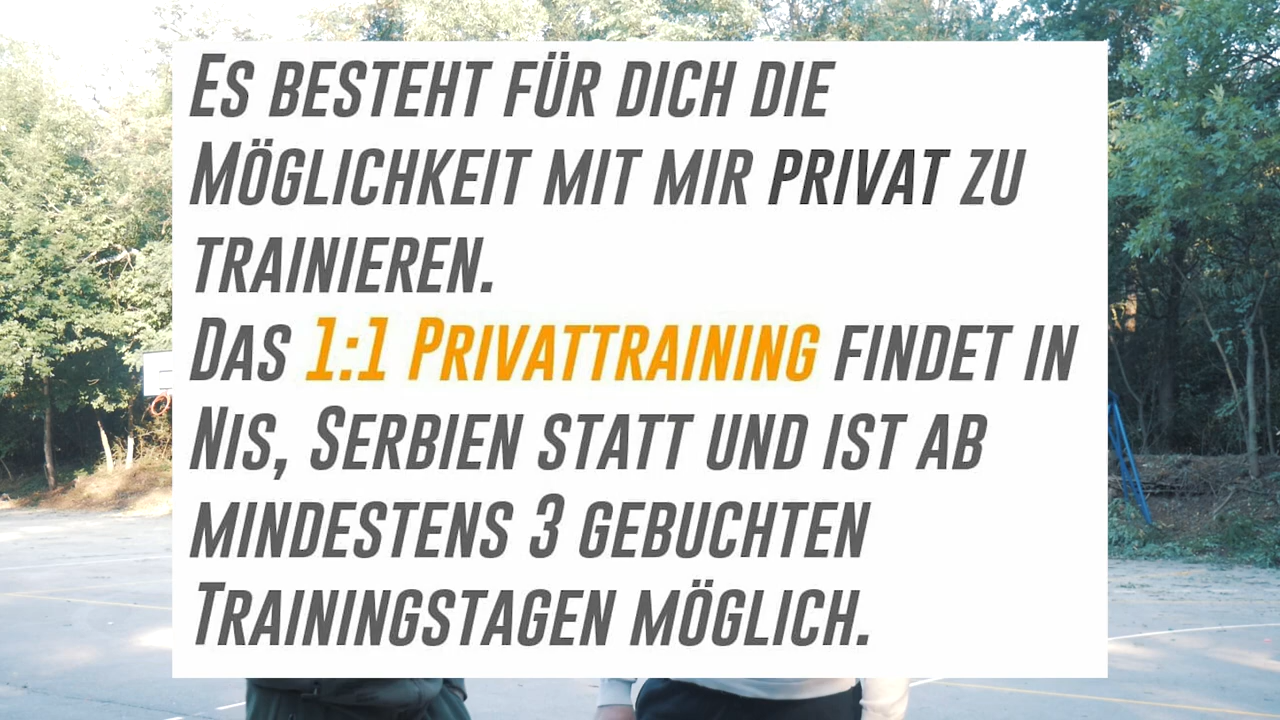 Es besteht für dich die
Möglichkeit mit mir privat zu
trainieren.
Das 1:1 Privattraining findet in
Nis, Serbien statt und ist ab
mindestens 3 gebuchten
Trainingstagen möglich.